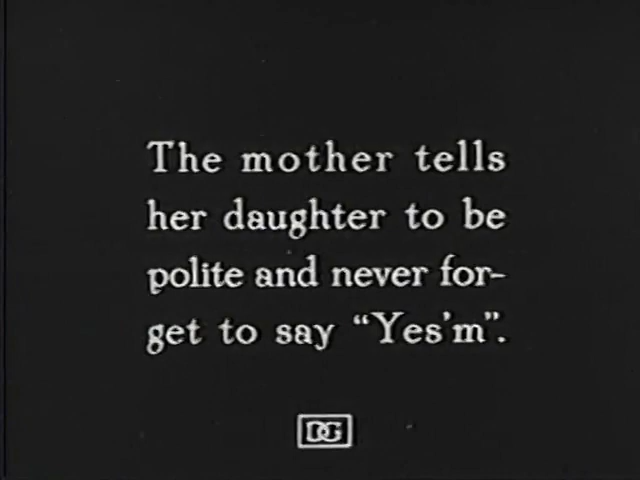 The mother tells
her daughter to be
polite and never for-
get to say “Yes’m”.
DG